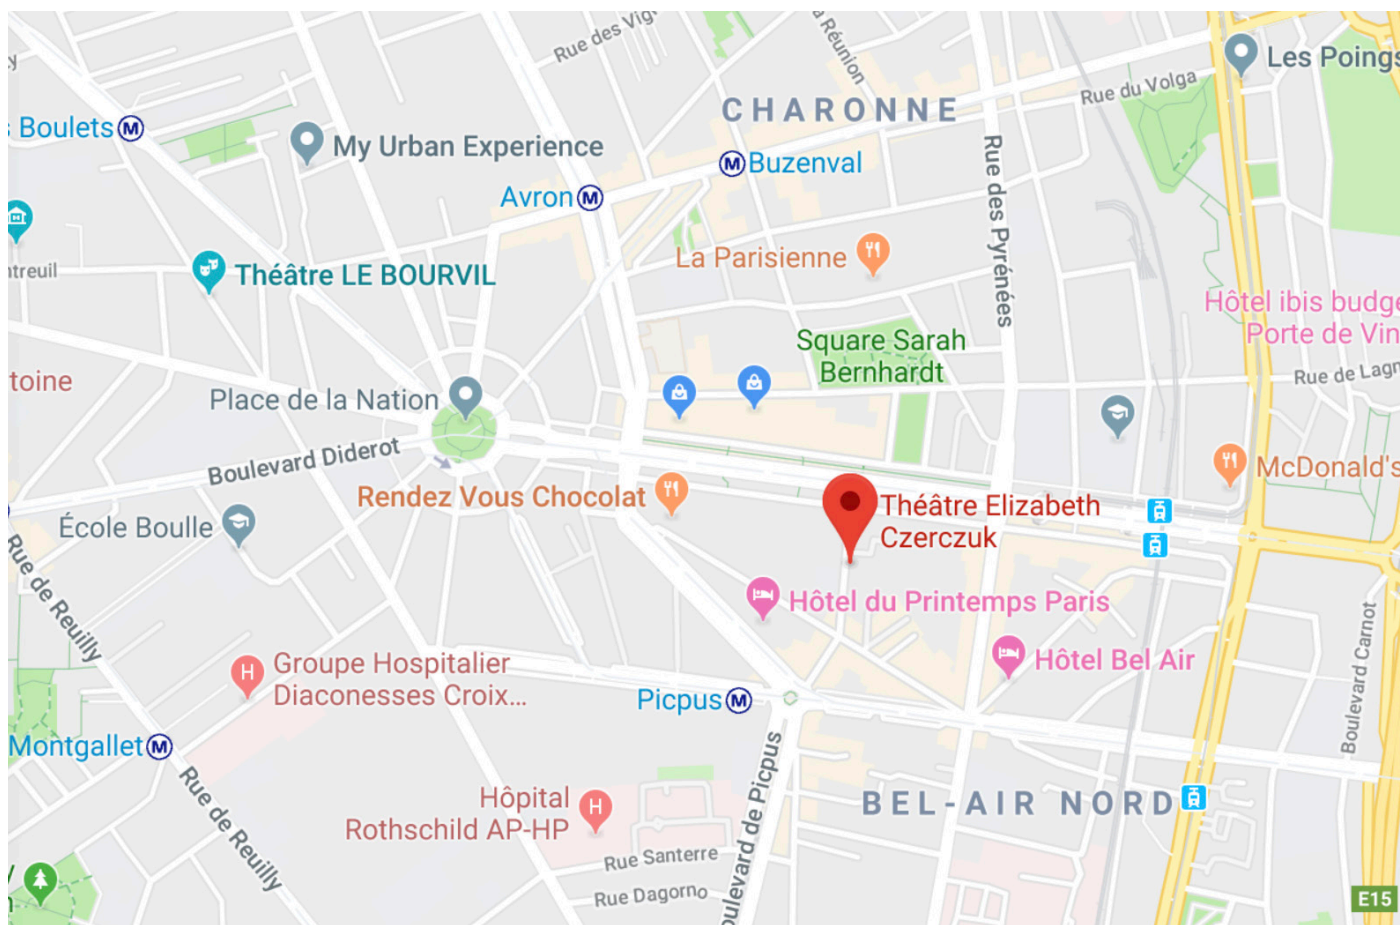 Rue des Vign
la Réunion
Les Poings
Rue du Volga
CHARONNE
Boulets
M
My Urban Experience
M
Buzenval
Avron
M
Rue des Pyrénées
La Parisienne
ntreuil
Théâtre LE BOURVIL
Hôtel ibis budge
Porte de Vin
Square Sarah
Bernhardt
toine
Rue de Lagn
Place de la Nation
Boulevard Diderot
McDonald's
Rendez Vous Chocolat
Théâtre Elizabeth
Czerczuk
École Boulle
Rue de Reuilly
Hôtel du Printemps Paris
Boulevard Carnot
Hôtel Bel Air
H
Groupe Hospitalier
Diaconesses Croix...
Picpus
M
Montgallet
M
Rue de Reuilly
Boulevard de Picpus
BEL-AIR NORD
Hôpital
Rothschild AP-HP
H
Rue Santerre
Rue Dagorno
E15